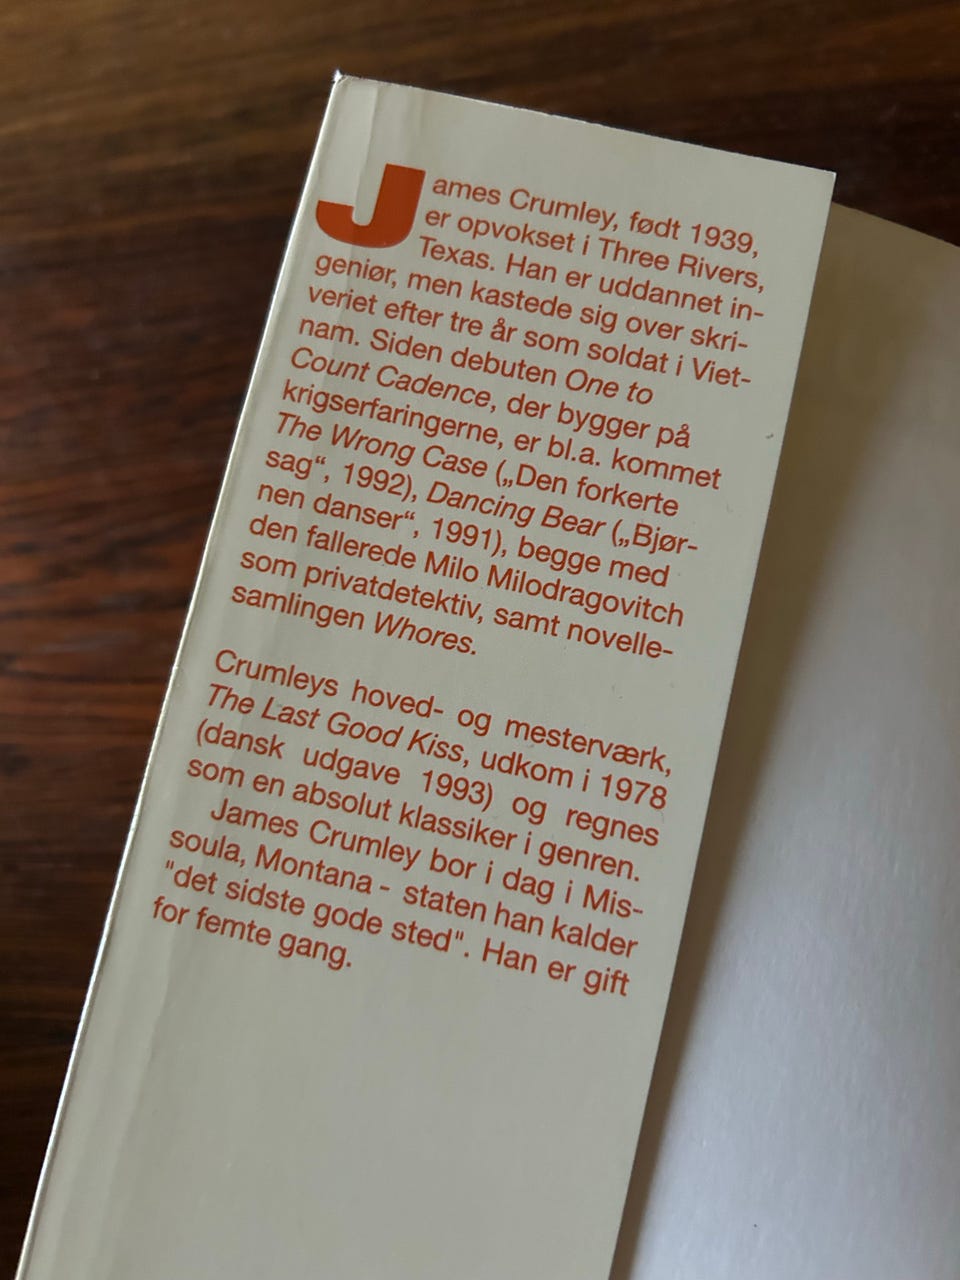 James Crumley, født 1939,
er opvokset i Three Rivers,
Texas. Han er uddannet in-
geniør, men kastede sig over skri-
veriet efter tre år som soldat i Viet-
nam. Siden debuten One to
Count Cadence, der bygger på
krigserfaringerne, er bl.a. kommet
The Wrong Case („Den forkerte
sag“, 1992), Dancing Bear („Bjør-
nen danser“, 1991), begge med
den fallerede Milo Milodragovitch
som privatdetektiv, samt novelle-
samlingen Whores.
Crumleys hoved- og mesterværk,
The Last Good Kiss, udkom i 1978
(dansk udgave 1993) og regnes
som en absolut klassiker i genren.
James Crumley bor i dag i Mis-
soula, Montana - staten han kalder
"det sidste gode sted". Han er gift
for femte gang.